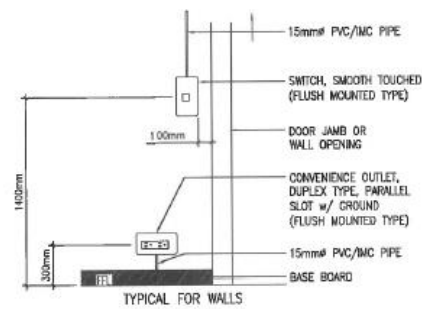 15mmø PVC/IMC PIPE
SWITCH, SMOOTH TOUCHED
(FLUSH MOUNTED TYPE)
100mm
DOOR JAMB OR
WALL OPENING
1400mm
CONVENIENCE OUTLET,
DUPLEX TYPE, PARALLEL
SLOT w/ GROUND
(FLUSH MOUNTED TYPE)
300mm
15mmø PVC/IMC PIPE
FFL
BASE BOARD
TYPICAL FOR WALLS